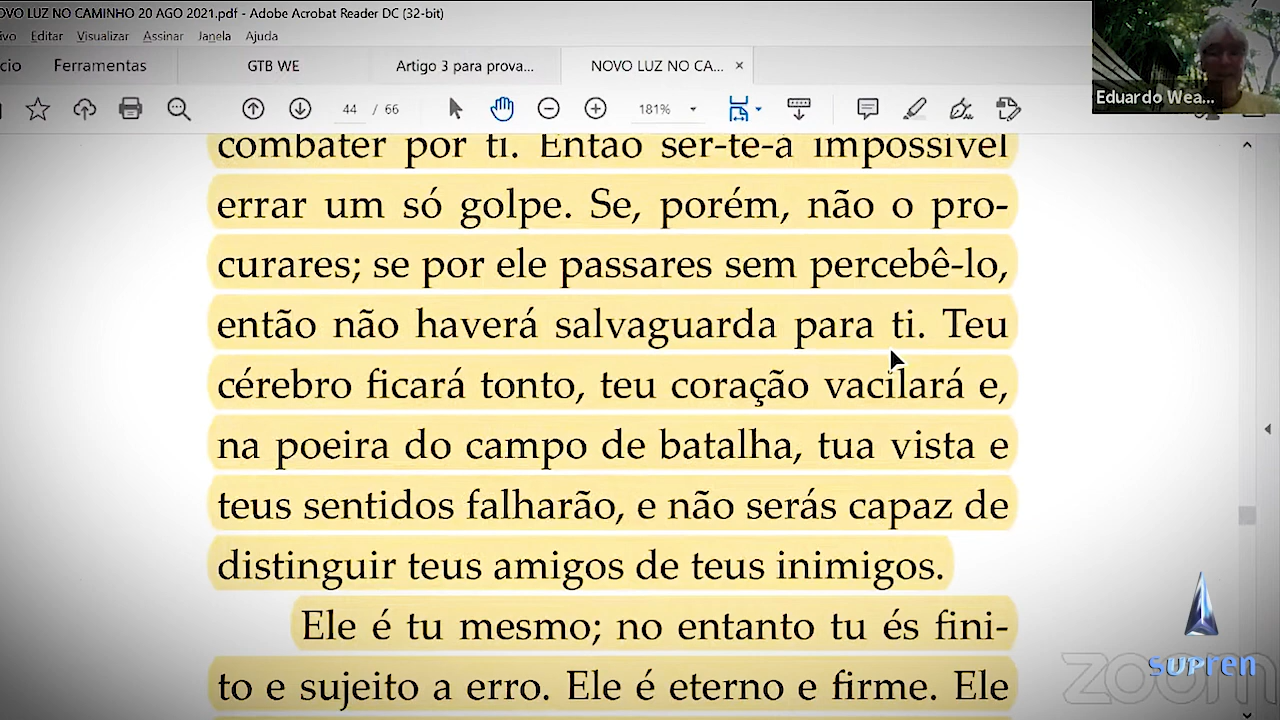 OVO LUZ NO CAMINHO 20 AGO 2021.pdf - Adobe Acrobat Reader DC (32-bit)
ivo Editar Visualizar Assinar Janela Ajuda
cio Ferramentas GTB WE Artigo 3 para prova... NOVO LUZ NO CA... ×
44 / 66 181%
Eduardo Wea...
combater por ti. Então ser-te-á impossível
errar um só golpe. Se, porém, não o pro-
curares; se por ele passares sem percebê-lo,
então não haverá salvaguarda para ti. Teu
cérebro ficará tonto, teu coração vacilará e,
na poeira do campo de batalha, tua vista e
teus sentidos falharão, e não serás capaz de
distinguir teus amigos de teus inimigos.
Ele é tu mesmo; no entanto tu és fini-
to e sujeito a erro. Ele é eterno e firme. Ele
zoom
supren